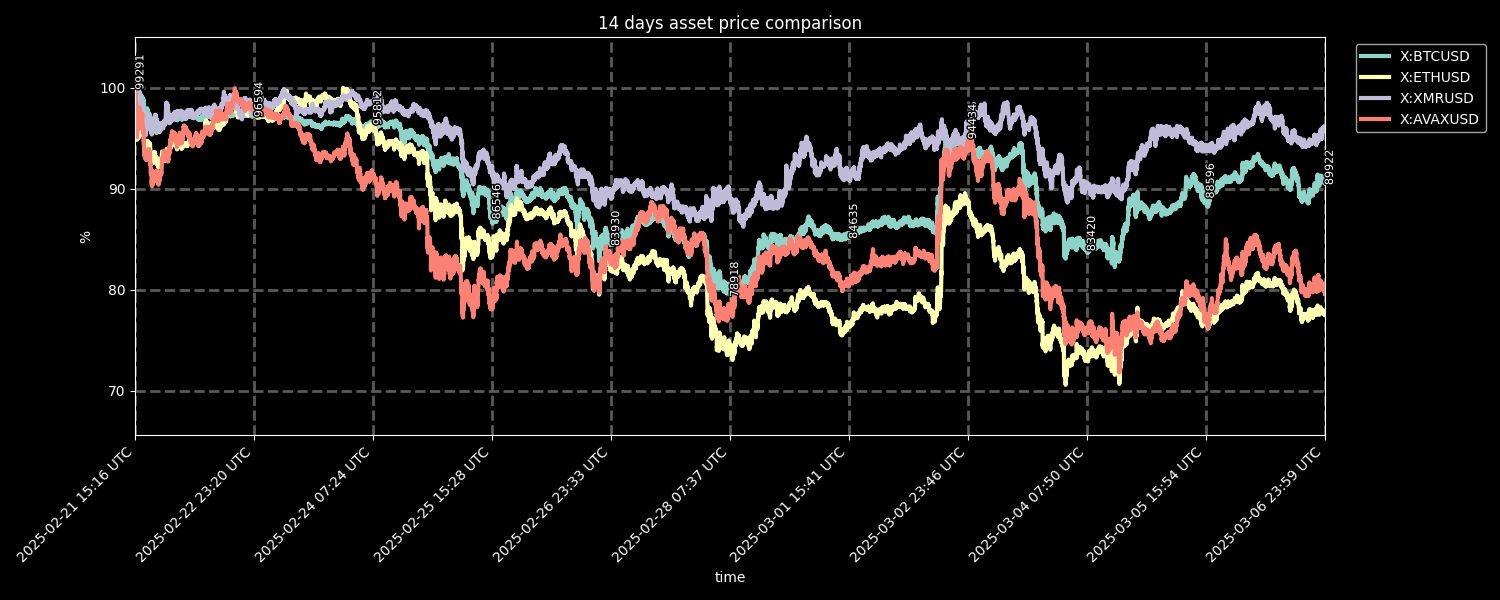 14 days asset price comparison
X:BTCUSD
X:ETHUSD
X:XMRUSD
X:AVAXUSD
100
90
80
70
%
99291
96594
95812
86546
83930
78918
84635
94434
83420
88596
89922
2025-02-21 15:16 UTC
2025-02-22 23:20 UTC
2025-02-24 07:24 UTC
2025-02-25 15:28 UTC
2025-02-26 23:33 UTC
2025-02-28 07:37 UTC
2025-03-01 15:41 UTC
2025-03-02 23:46 UTC
2025-03-04 07:50 UTC
2025-03-05 15:54 UTC
2025-03-06 23:59 UTC
time